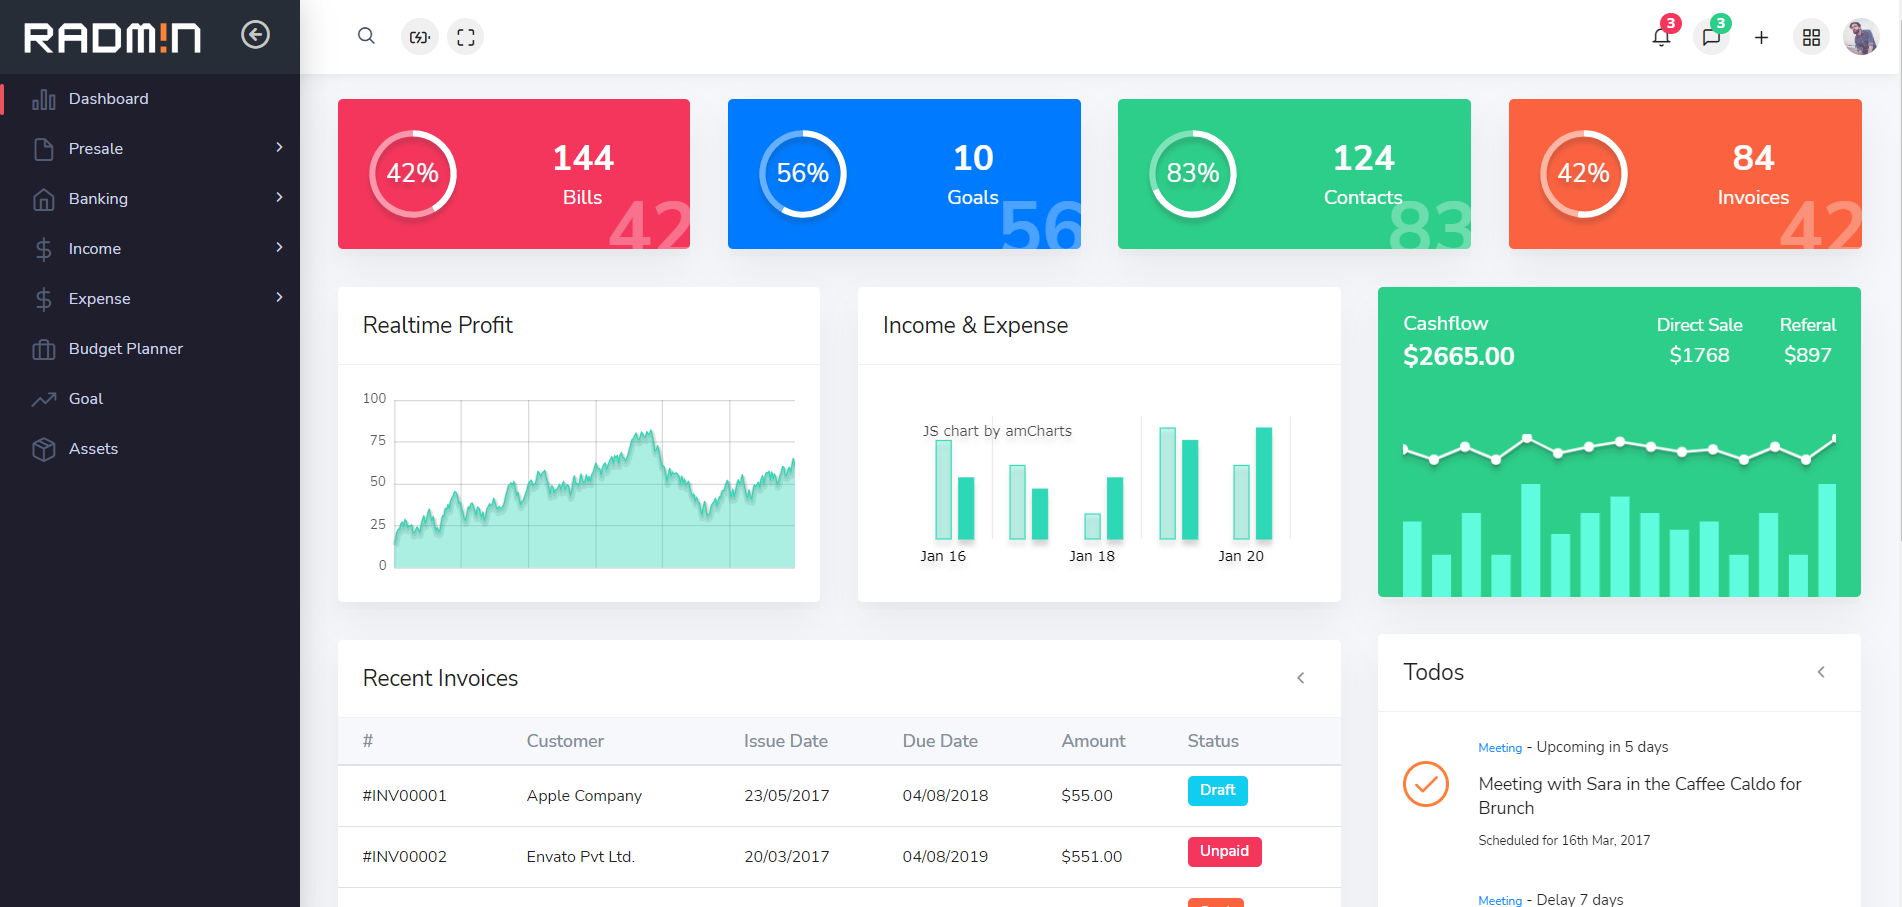 RADM!N
3
3
Dashboard
Presale
Banking
Income
Expense
Budget Planner
Goal
Assets
42%
144
Bills
42
56%
10
Goals
56
83%
124
Contacts
83
42%
84
Invoices
42
Realtime Profit
100
75
50
25
0
Income & Expense
JS chart by amCharts
Jan 16
Jan 18
Jan 20
Cashflow
$2665.00
Direct Sale
$1768
Referal
$897
Recent Invoices
# Customer Issue Date Due Date Amount Status
#INV00001 Apple Company 23/05/2017 04/08/2018 $55.00 Draft
#INV00002 Envato Pvt Ltd. 20/03/2017 04/08/2019 $551.00 Unpaid
Todos
Meeting - Upcoming in 5 days
Meeting with Sara in the Caffee Caldo for
Brunch
Scheduled for 16th Mar, 2017
Meeting - Delay 7 days